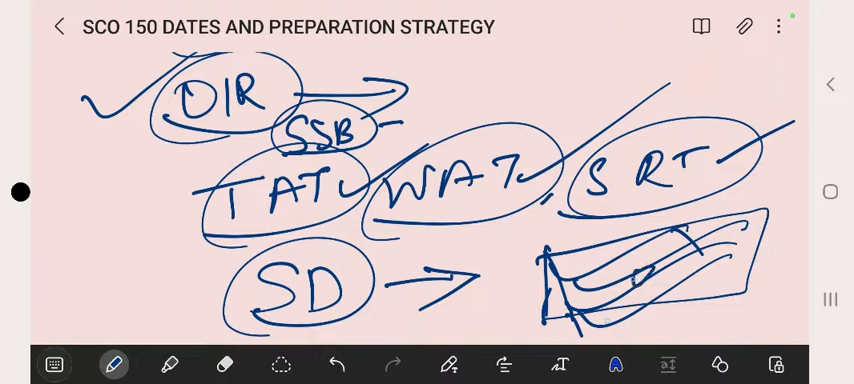 SCO 150 DATES AND PREPARATION STRATEGY
DIR
SSB
TAT WAT, SRT
SD